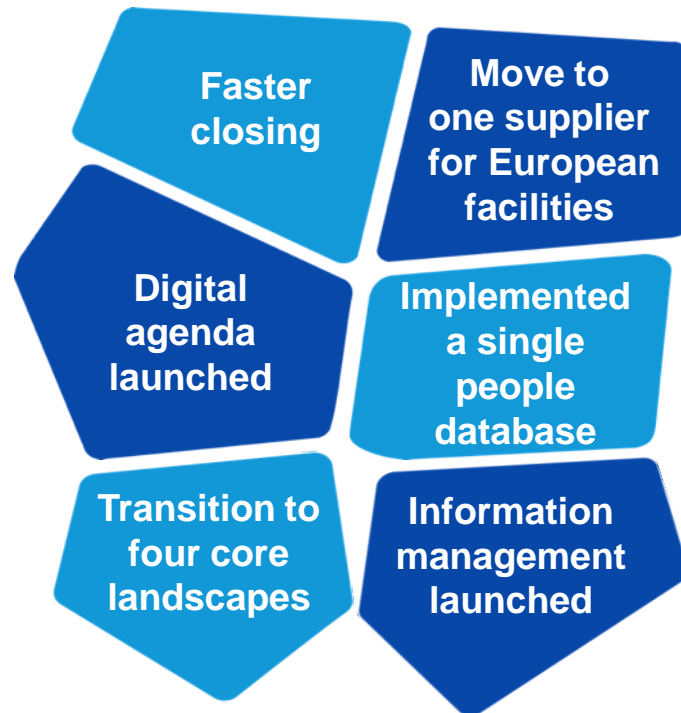 Faster
closing
Move to
one supplier
for European
facilities
Digital
agenda
launched
Implemented
a single
people
database
Transition to
four core
landscapes
Information
management
launched